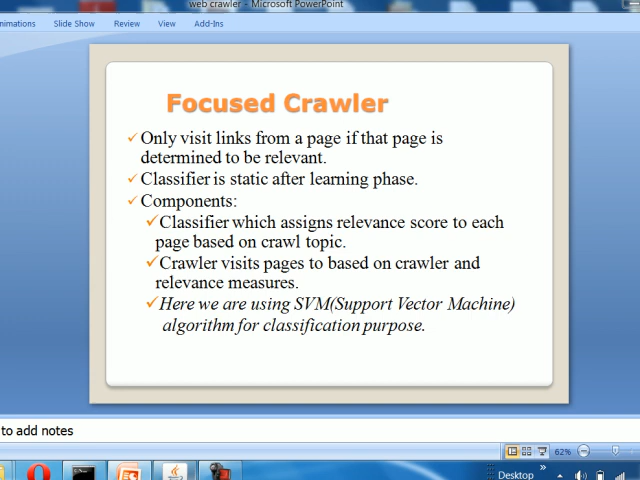 web crawler - Microsoft PowerPoint
nimations Slide Show Review View Add-Ins
Focused Crawler
Only visit links from a page if that page is
determined to be relevant.
Classifier is static after learning phase.
Components:
Classifier which assigns relevance score to each
page based on crawl topic.
Crawler visits pages to based on crawler and
relevance measures.
Here we are using SVM(Support Vector Machine)
algorithm for classification purpose.
to add notes
62%
Desktop